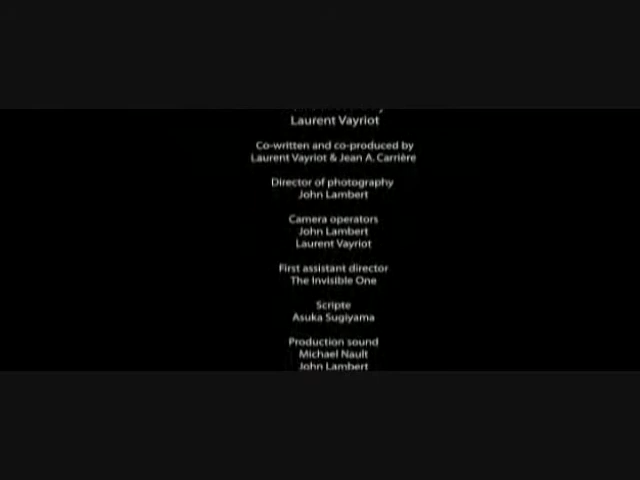 Laurent Vayriot
Co-written and co-produced by
Laurent Vayriot & Jean A. Carrière
Director of photography
John Lambert
Camera operators
John Lambert
Laurent Vayriot
First assistant director
The Invisible One
Scripte
Asuka Sugiyama
Production sound
Michael Nault
John Lambert